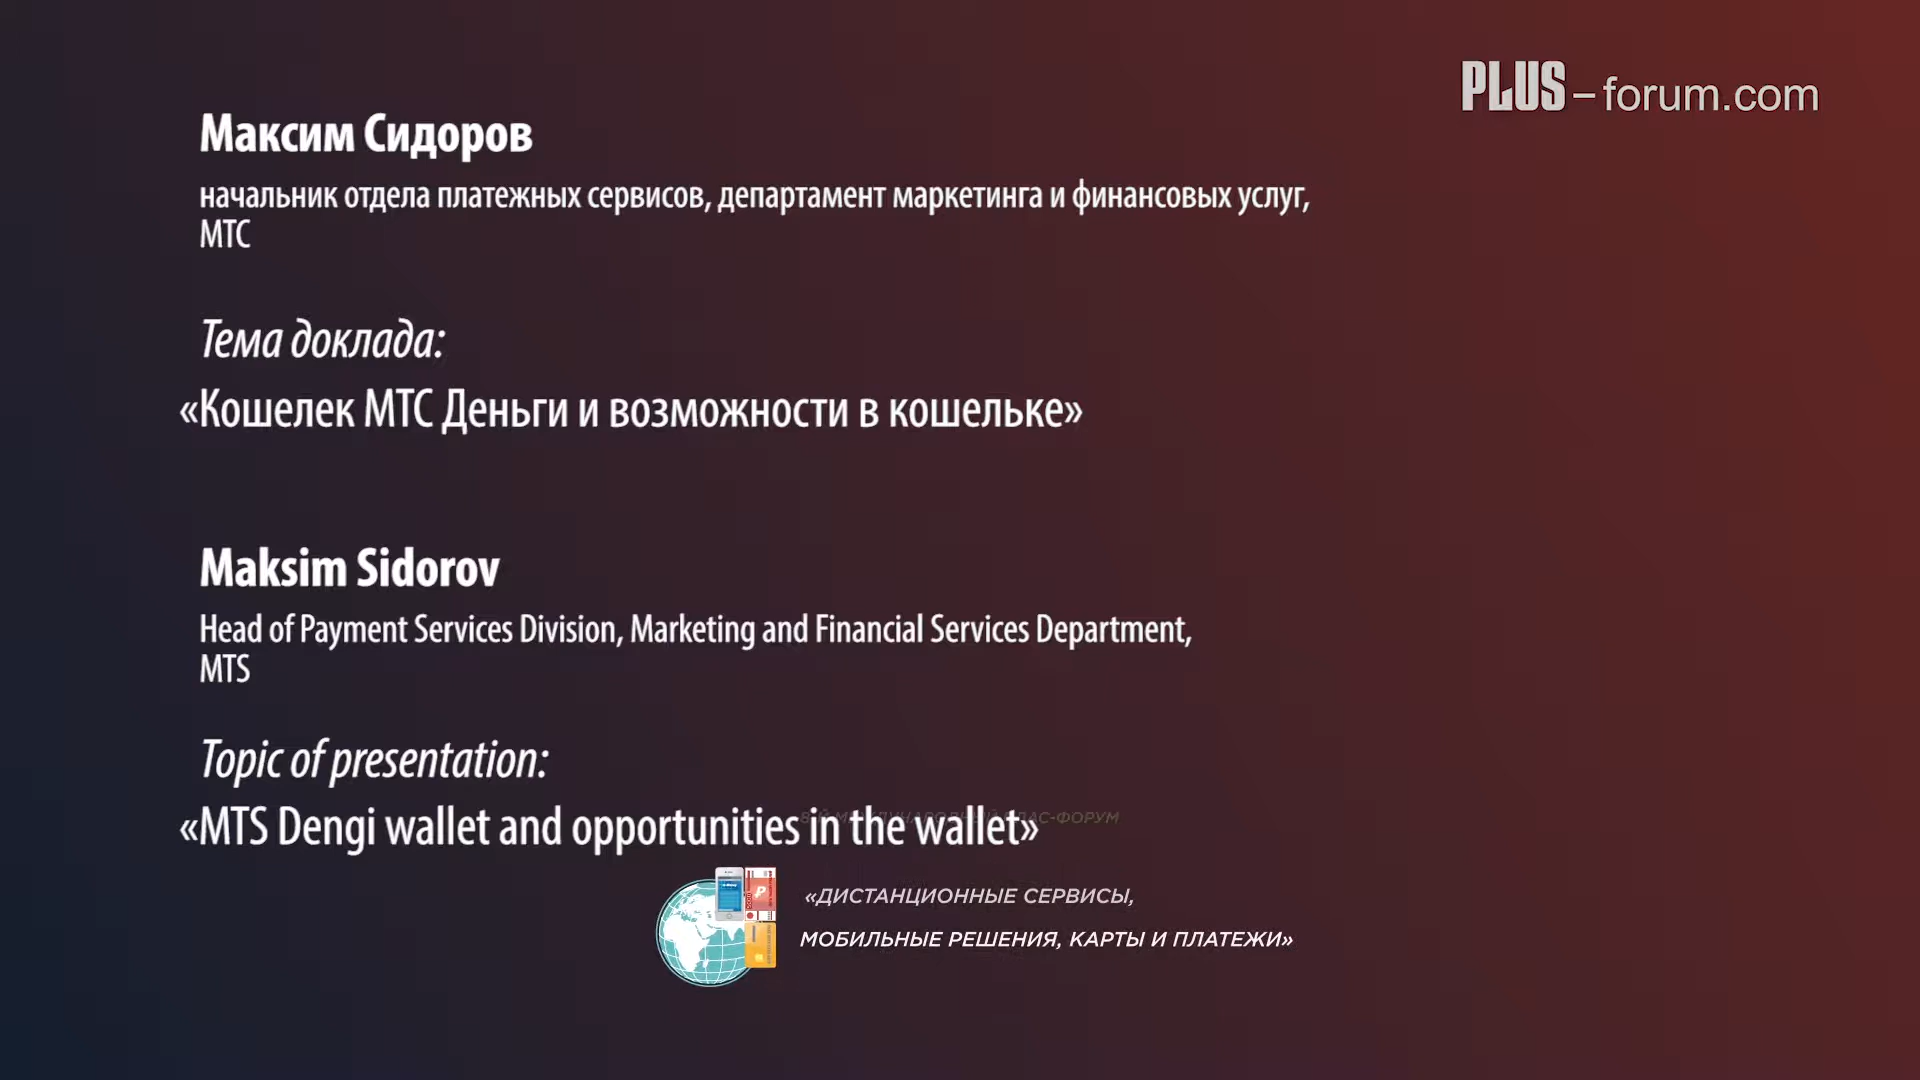 PLUS–forum.com
Максим Сидоров
начальник отдела платежных сервисов, департамент маркетинга и финансовых услуг,
МТС
Тема доклада:
«Кошелек МТС Деньги и возможности в кошельке»
Maksim Sidorov
Head of Payment Services Division, Marketing and Financial Services Department,
MTS
Topic of presentation:
«MTS Dengi wallet and opportunities in the wallet»
«ДИСТАНЦИОННЫЕ СЕРВИСЫ,
МОБИЛЬНЫЕ РЕШЕНИЯ, КАРТЫ И ПЛАТЕЖИ»